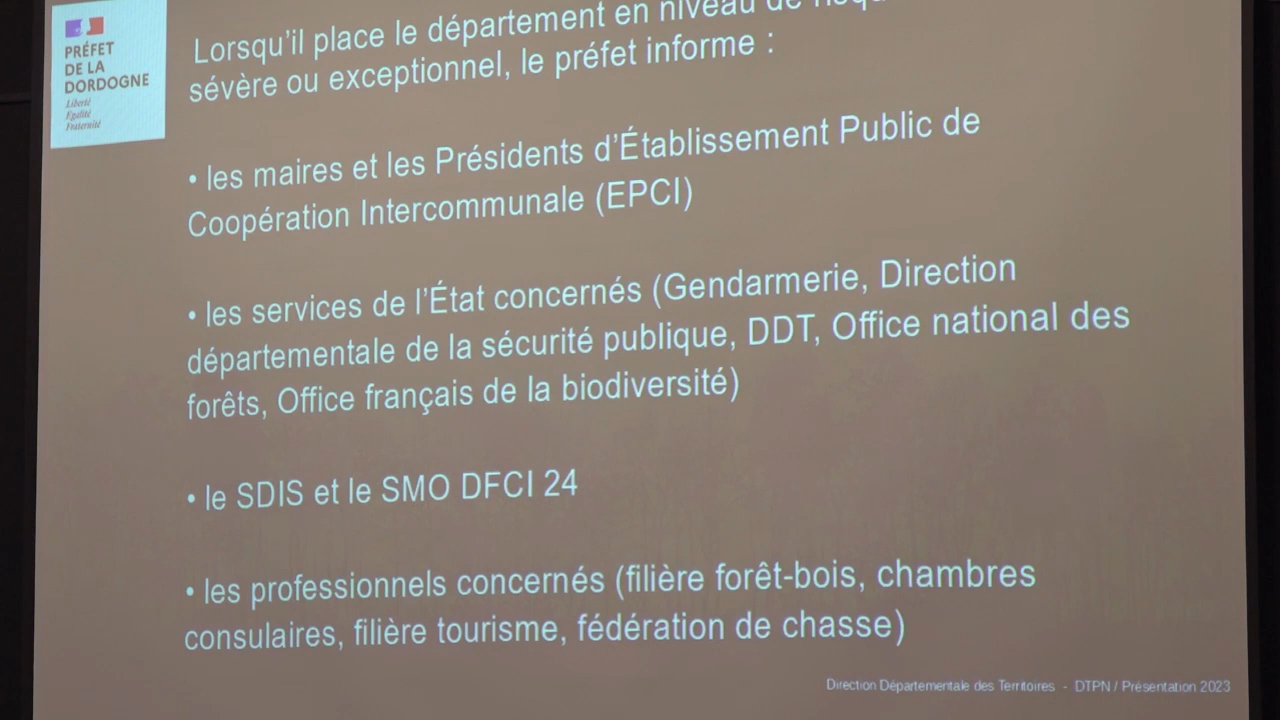 PRÉFET
DE LA
DORDOGNE
Liberté
Égalité
Fraternité
Lorsqu'il place le département en niveau de
sévère ou exceptionnel, le préfet informe :
• les maires et les Présidents d'Établissement Public de
Coopération Intercommunale (EPCI)
• les services de l'État concernés (Gendarmerie, Direction
départementale de la sécurité publique, DDT, Office national des
forêts, Office français de la biodiversité)
• le SDIS et le SMO DFCI 24
• les professionnels concernés (filière forêt-bois, chambres
consulaires, filière tourisme, fédération de chasse)
Direction Départementale des Territoires - DTPN / Présentation 2023